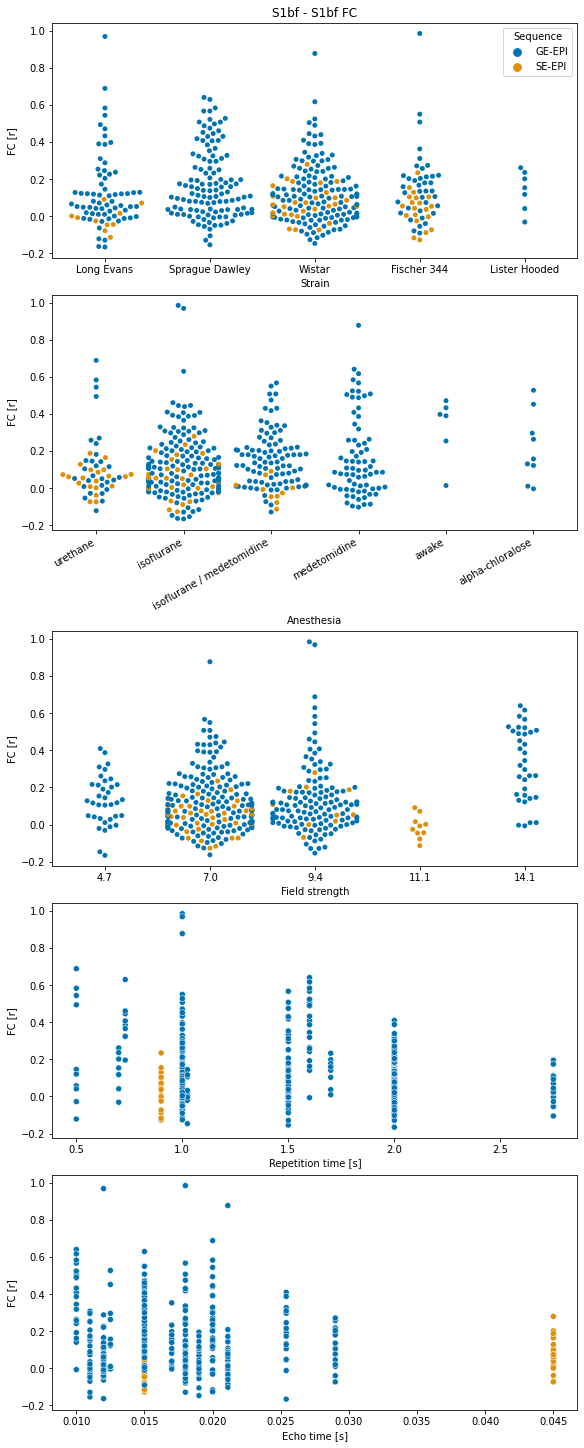 S1bf - S1bf FC
1.0
0.8
0.6
0.4
0.2
0.0
−0.2
FC [r]
Sequence
GE-EPI
SE-EPI
Long Evans Sprague Dawley Wistar Fischer 344 Lister Hooded
Strain
1.0
0.8
0.6
0.4
0.2
0.0
−0.2
FC [r]
urethane isoflurane isoflurane / medetomidine medetomidine awake alpha-chloralose
Anesthesia
1.0
0.8
0.6
0.4
0.2
0.0
−0.2
FC [r]
4.7 7.0 9.4 11.1 14.1
Field strength
1.0
0.8
0.6
0.4
0.2
0.0
−0.2
FC [r]
0.5 1.0 1.5 2.0 2.5
Repetition time [s]
1.0
0.8
0.6
0.4
0.2
0.0
−0.2
FC [r]
0.010 0.015 0.020 0.025 0.030 0.035 0.040 0.045
Echo time [s]